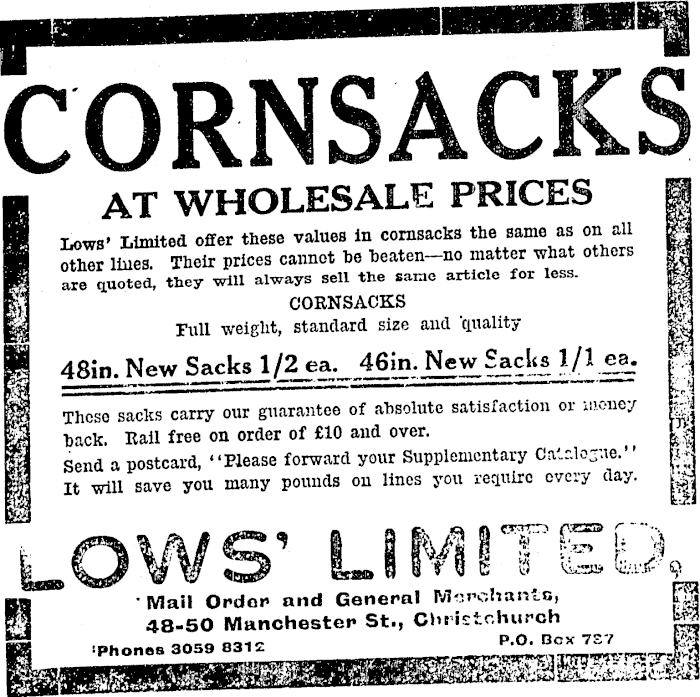 CORNSACKS
AT WHOLESALE PRICES
Lows' Limited offer these values in cornsacks the same as on all
other lines. Their prices cannot be beaten—no matter what others
are quoted, they will always sell the same article for less.
CORNSACKS
Full weight, standard size and quality
48in. New Sacks 1/2 ea. 46in. New Sacks 1/1 ea.
These sacks carry our guarantee of absolute satisfaction or money
back. Rail free on order of £10 and over.
Send a postcard, "Please forward your Supplementary Catalogue."
It will save you many pounds on lines you require every day.
LOWS' LIMITED,
Mail Order and General Merchants,
48-50 Manchester St., Christchurch
'Phones 3059 8312 P.O. Box 787